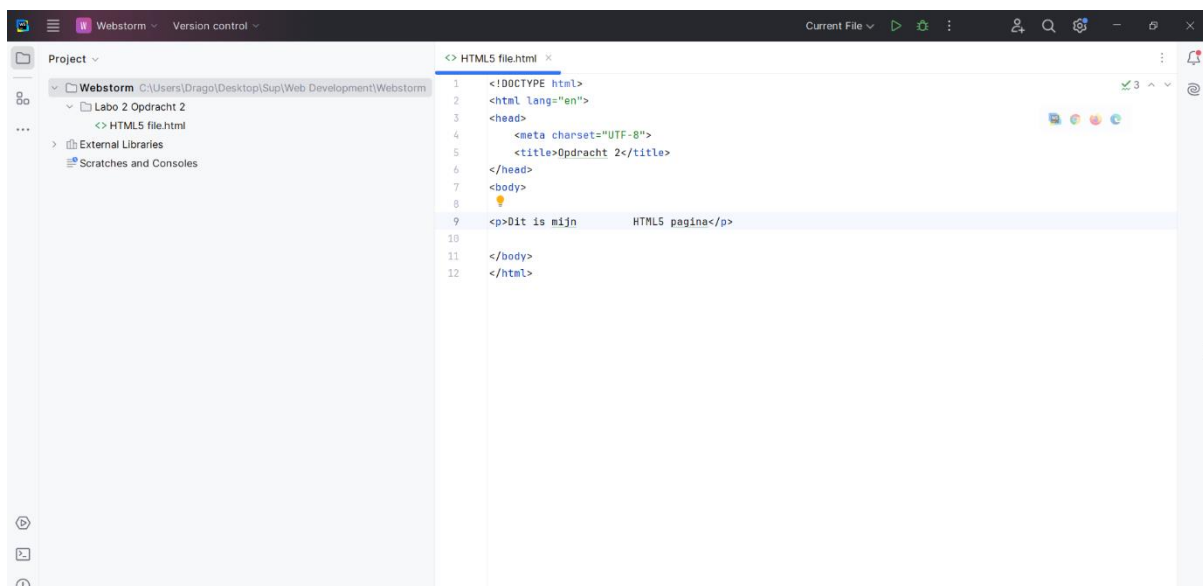 WS W Webstorm Version control Current File
Project
Webstorm C:\Users\Drago\Desktop\Sup\Web Development\Webstorm
Labo 2 Opdracht 2
<> HTML5 file.html
External Libraries
Scratches and Consoles
<> HTML5 file.html ×
1 <!DOCTYPE html>
2 <html lang="en">
3 <head>
4 <meta charset="UTF-8">
5 <title>Opdracht 2</title>
6 </head>
7 <body>
8
9 <p>Dit is mijn        HTML5 pagina</p>
10
11 </body>
12 </html>
3